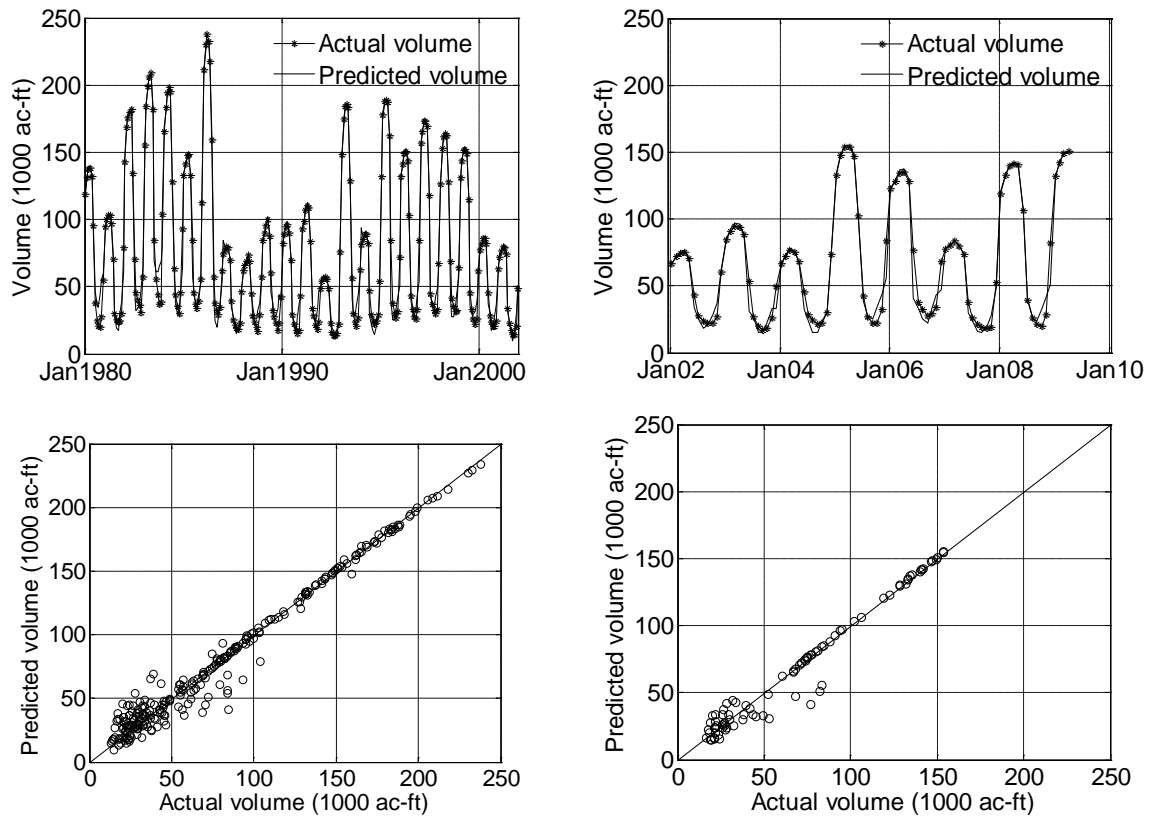 Volume (1000 ac-ft)
250
200
150
100
50
0
Jan1980
Jan1990
Jan2000
Actual volume
Predicted volume
Volume (1000 ac-ft)
250
200
150
100
50
0
Jan02
Jan04
Jan06
Jan08
Jan10
Actual volume
Predicted volume
Predicted volume (1000 ac-ft)
250
200
150
100
50
0
0
50
100
150
200
250
Actual volume (1000 ac-ft)
Predicted volume (1000 ac-ft)
250
200
150
100
50
0
0
50
100
150
200
250
Actual volume (1000 ac-ft)